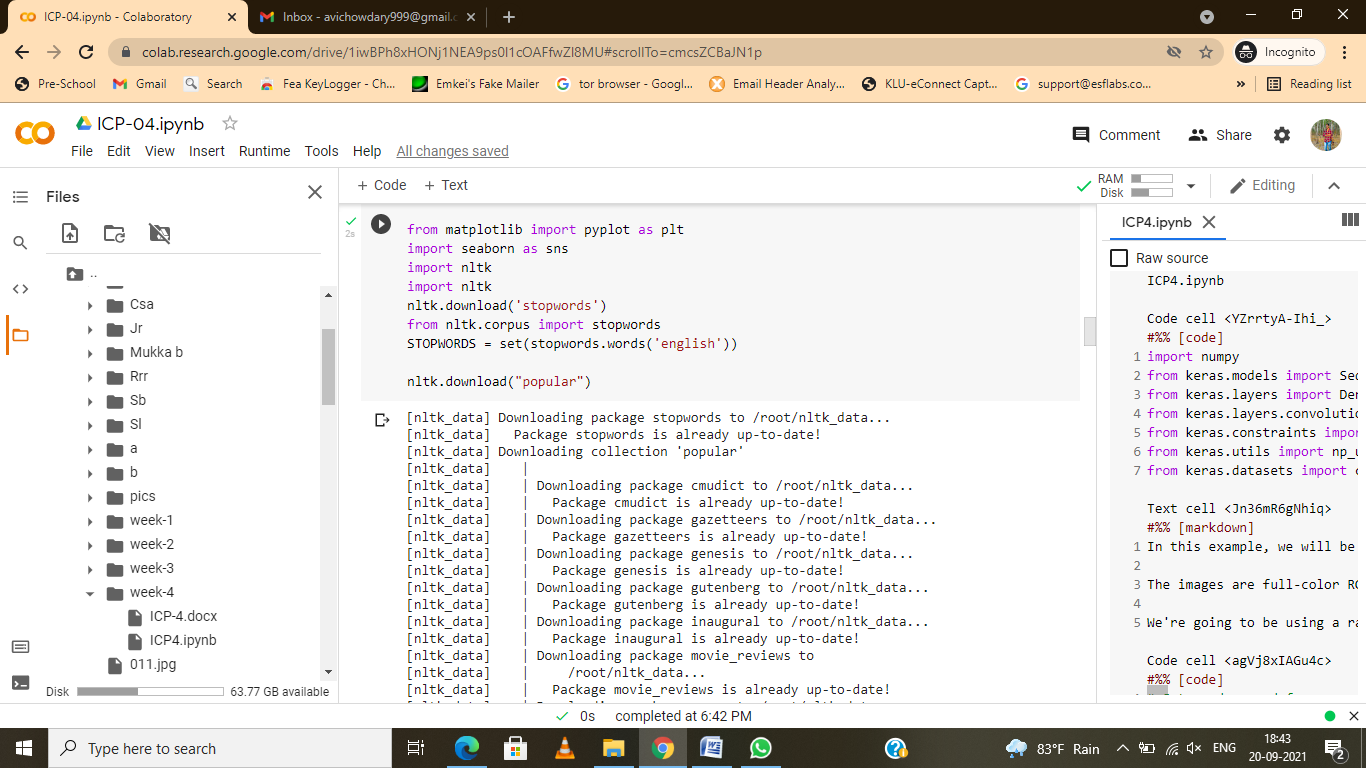 ICP-04.ipynb - Colaboratory
Inbox - avichowdary999@gmail.c
colab.research.google.com/drive/1iwBPh8xHONj1NEA9ps0l1cOAFfwZl8MU#scrollTo=cmcsZCBaJN1p
Incognito
Pre-School Gmail Search Fea KeyLogger - Ch... Emkei's Fake Mailer tor browser - Googl... Email Header Analy... KLU-eConnect Capt... support@esflabs.co... » Reading list
ICP-04.ipynb
Comment Share
File Edit View Insert Runtime Tools Help All changes saved
Files
+ Code + Text
RAM
Disk
Editing
..
Csa
Jr
Mukka b
Rrr
Sb
Sl
a
b
pics
week-1
week-2
week-3
week-4
ICP-4.docx
ICP4.ipynb
011.jpg
Disk 63.77 GB available
2s
from matplotlib import pyplot as plt
import seaborn as sns
import nltk
import nltk
nltk.download('stopwords')
from nltk.corpus import stopwords
STOPWORDS = set(stopwords.words('english'))
nltk.download("popular")
[nltk_data] Downloading package stopwords to /root/nltk_data...
[nltk_data]   Package stopwords is already up-to-date!
[nltk_data] Downloading collection 'popular'
[nltk_data]    |
[nltk_data]    | Downloading package cmudict to /root/nltk_data...
[nltk_data]    |   Package cmudict is already up-to-date!
[nltk_data]    | Downloading package gazetteers to /root/nltk_data...
[nltk_data]    |   Package gazetteers is already up-to-date!
[nltk_data]    | Downloading package genesis to /root/nltk_data...
[nltk_data]    |   Package genesis is already up-to-date!
[nltk_data]    | Downloading package gutenberg to /root/nltk_data...
[nltk_data]    |   Package gutenberg is already up-to-date!
[nltk_data]    | Downloading package inaugural to /root/nltk_data...
[nltk_data]    |   Package inaugural is already up-to-date!
[nltk_data]    | Downloading package movie_reviews to
[nltk_data]    |     /root/nltk_data...
[nltk_data]    |   Package movie_reviews is already up-to-date!
ICP4.ipynb
Raw source
ICP4.ipynb
Code cell <YZrrtyA-Ihi_>
#%% [code]
1 import numpy
2 from keras.models import Sec
3 from keras.layers import Der
4 from keras.layers.convolutic
5 from keras.constraints impor
6 from keras.utils import np_u
7 from keras.datasets import c
Text cell <Jn36mR6gNhiq>
#%% [markdown]
1 In this example, we will be
2
3 The images are full-color RG
4
5 We're going to be using a ra
Code cell <agVj8xIAGu4c>
#%% [code]
0s completed at 6:42 PM
Type here to search
83°F Rain
ENG
18:43
20-09-2021
2